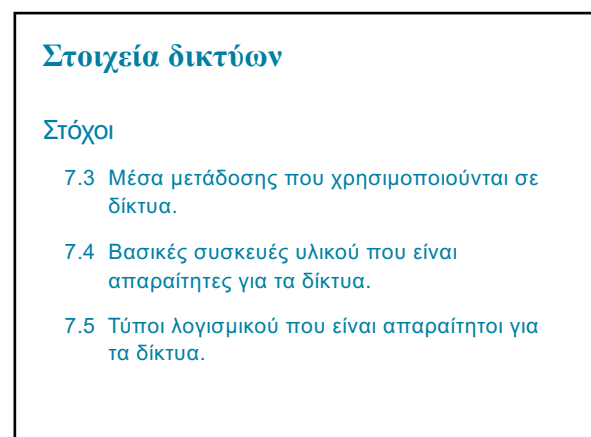 Στοιχεία δικτύων
Στόχοι
7.3 Μέσα μετάδοσης που χρησιμοποιούνται σε
δίκτυα.
7.4 Βασικές συσκευές υλικού που είναι
απαραίτητες για τα δίκτυα.
7.5 Τύποι λογισμικού που είναι απαραίτητοι για
τα δίκτυα.